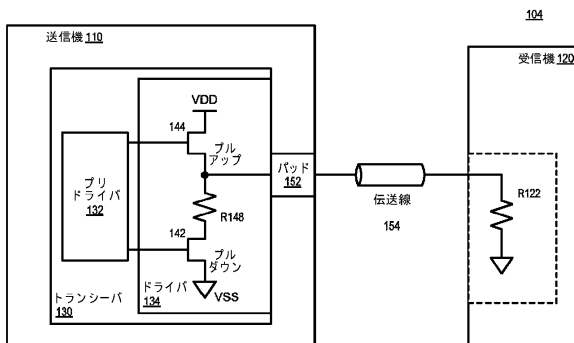 104
送信機 110
受信機 120
VDD
144
プル
アップ
プリ
ドライバ
132
パッド
152
R148
伝送線
154
R122
142
プル
ダウン
VSS
トランシーバ
130
ドライバ
134